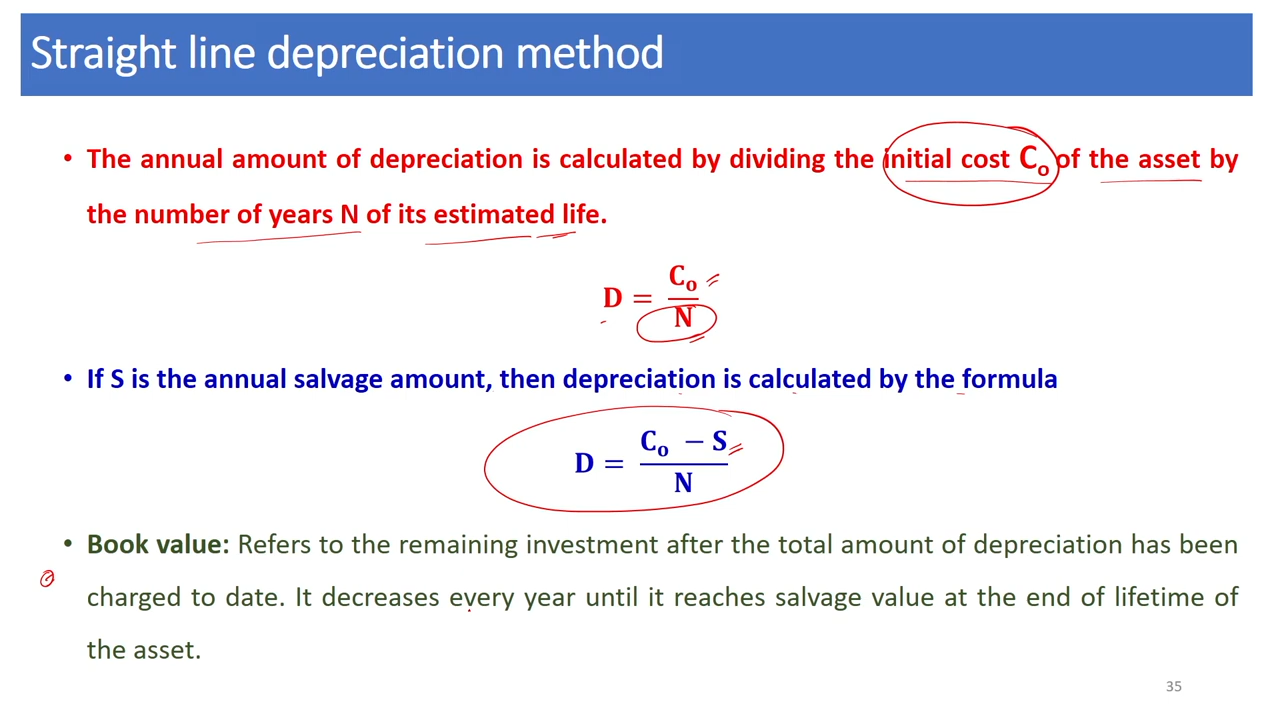 Straight line depreciation method
• The annual amount of depreciation is calculated by dividing the initial cost Co of the asset by
the number of years N of its estimated life.
D = Co / N
• If S is the annual salvage amount, then depreciation is calculated by the formula
D = Co − S / N
• Book value: Refers to the remaining investment after the total amount of depreciation has been
charged to date. It decreases every year until it reaches salvage value at the end of lifetime of
the asset.
35